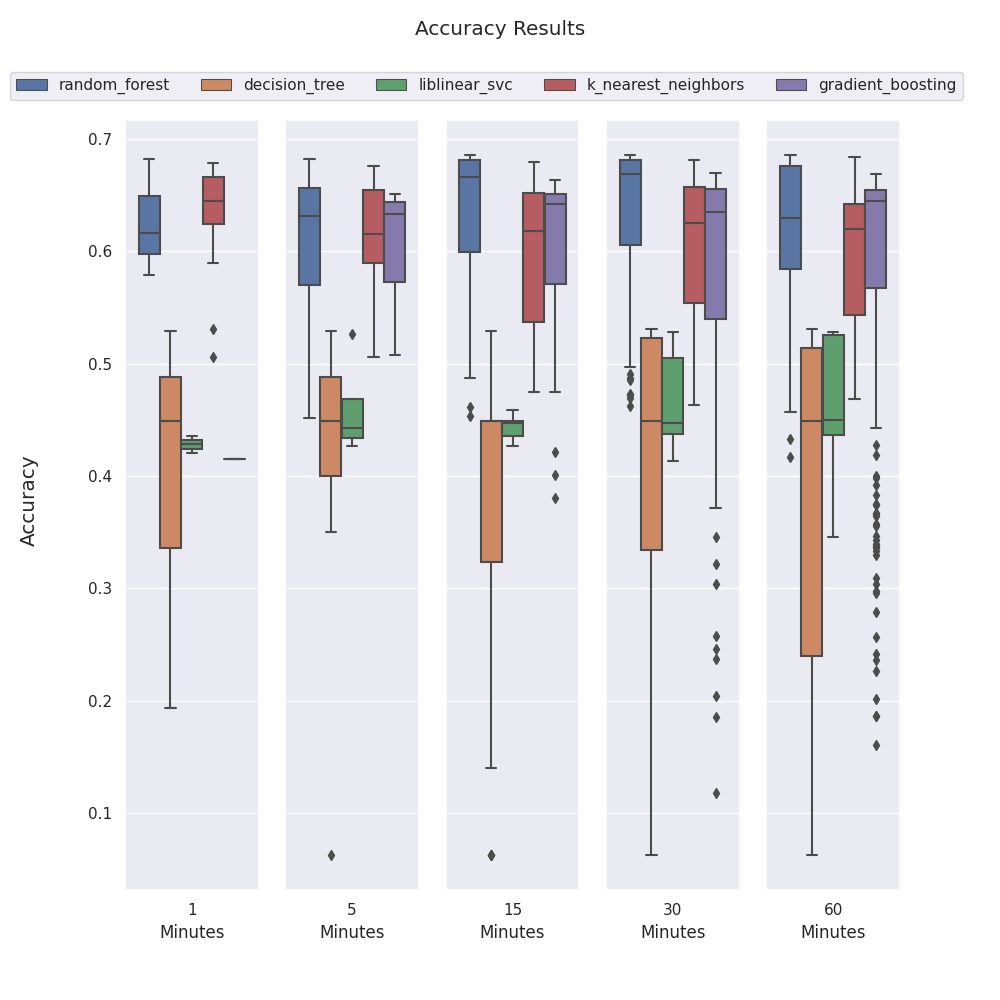 Accuracy Results
random_forest decision_tree liblinear_svc k_nearest_neighbors gradient_boosting
0.7
0.6
0.5
0.4
0.3
0.2
0.1
Accuracy
1 5 15 30 60
Minutes Minutes Minutes Minutes Minutes